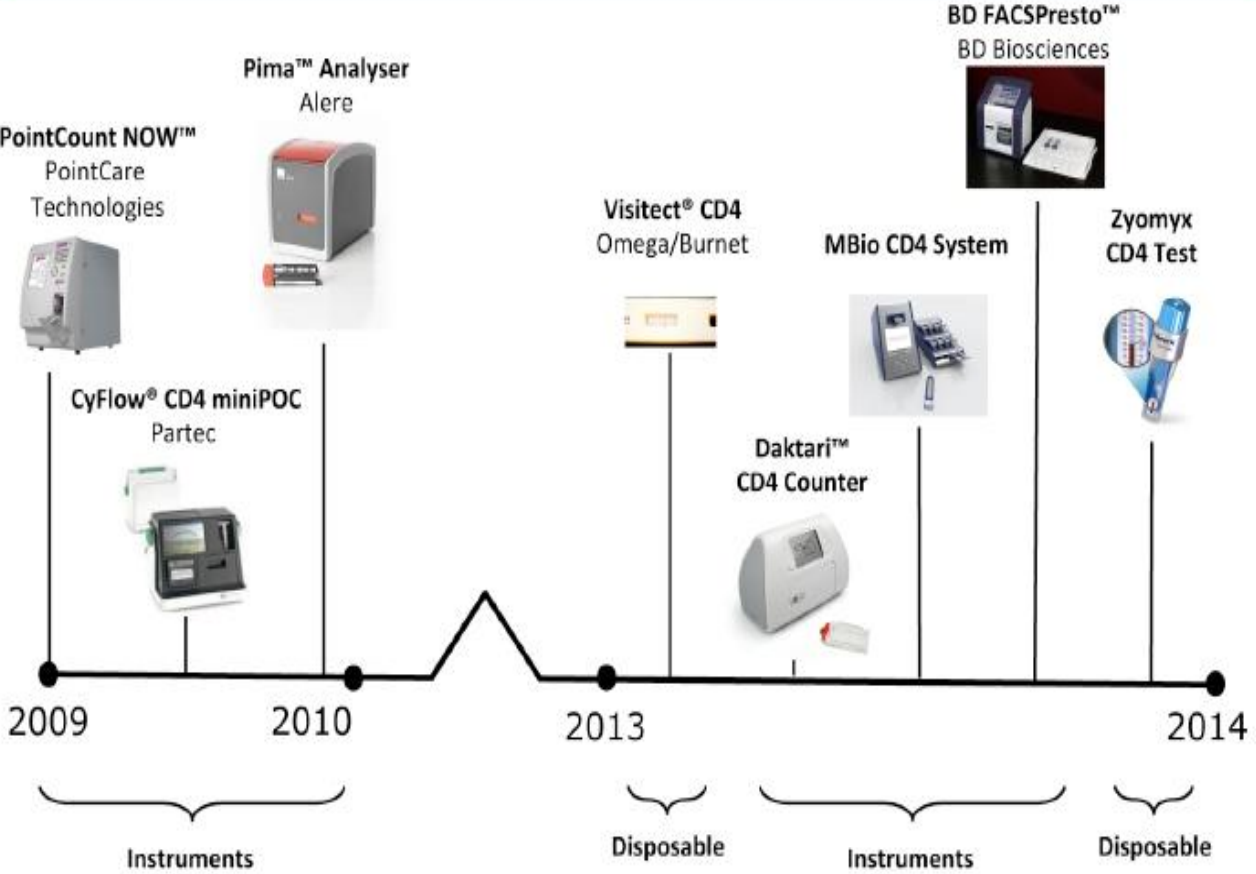 BD FACSPresto™
BD Biosciences
Pima™ Analyser
Alere
PointCount NOW™
PointCare
Technologies
Visitect® CD4
Omega/Burnet
MBio CD4 System
Zyomyx
CD4 Test
CyFlow® CD4 miniPOC
Partec
Daktari™
CD4 Counter
2009
2010
2013
2014
Instruments
Disposable
Instruments
Disposable